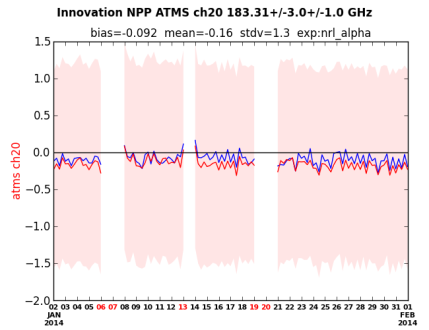 Innovation NPP ATMS ch20 183.31+/-3.0+/-1.0 GHz
bias=-0.092 mean=-0.16 stdv=1.3 exp:nrl_alpha
1.5
1.0
0.5
0.0
−0.5
−1.0
−1.5
−2.0
atms ch20
02 03 04 05 06 07 08 09 10 11 12 13 14 15 16 17 18 19 20 21 22 23 24 25 26 27 28 29 30 31 01
JAN FEB
2014 2014